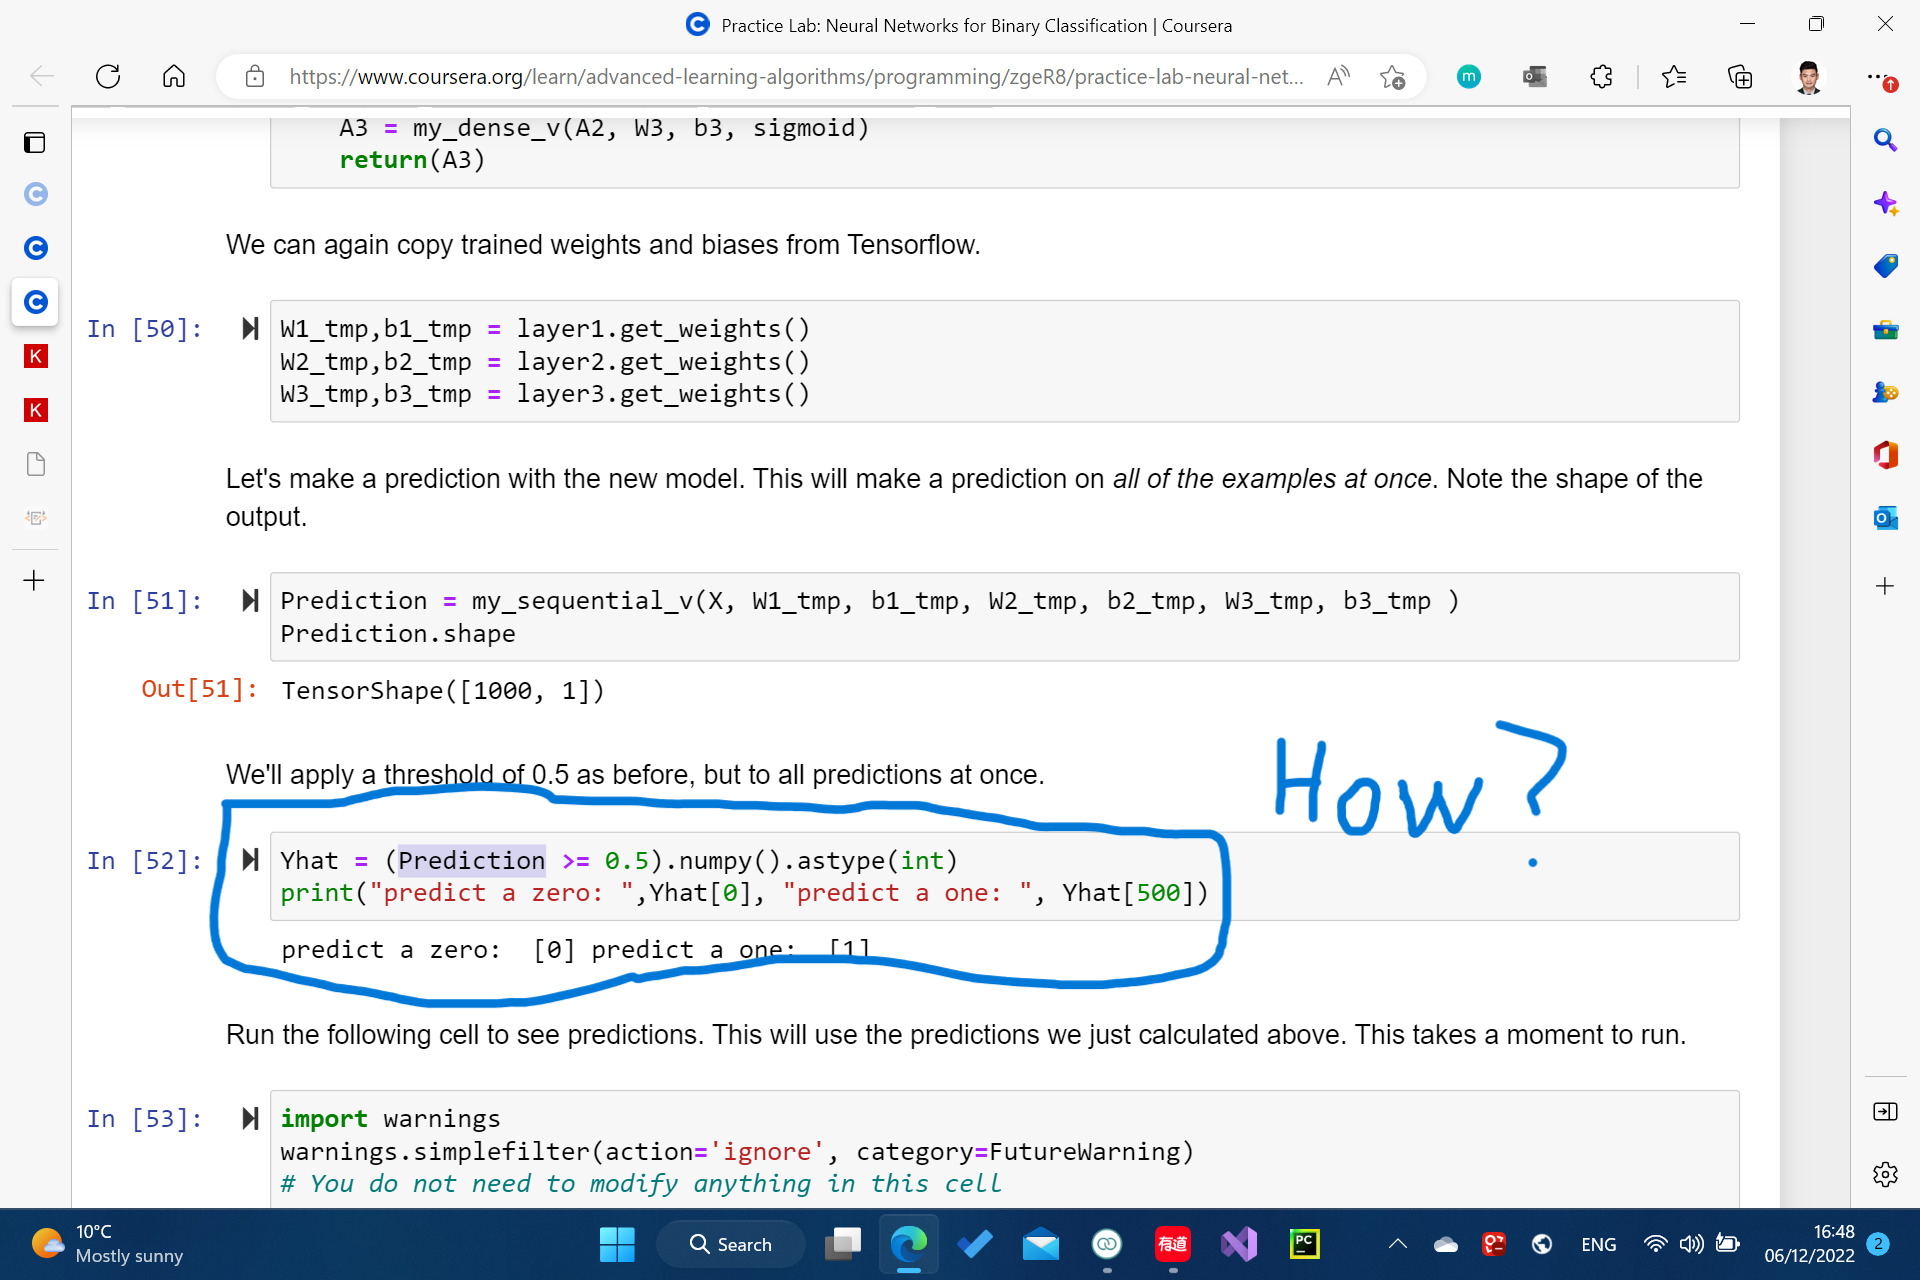 Practice Lab: Neural Networks for Binary Classification | Coursera
https://www.coursera.org/learn/advanced-learning-algorithms/programming/zgeR8/practice-lab-neural-net...
A3 = my_dense_v(A2, W3, b3, sigmoid)
return(A3)
We can again copy trained weights and biases from Tensorflow.
In [50]:
W1_tmp,b1_tmp = layer1.get_weights()
W2_tmp,b2_tmp = layer2.get_weights()
W3_tmp,b3_tmp = layer3.get_weights()
Let's make a prediction with the new model. This will make a prediction on all of the examples at once. Note the shape of the
output.
In [51]:
Prediction = my_sequential_v(X, W1_tmp, b1_tmp, W2_tmp, b2_tmp, W3_tmp, b3_tmp )
Prediction.shape
Out[51]: TensorShape([1000, 1])
How?
We'll apply a threshold of 0.5 as before, but to all predictions at once.
In [52]:
Yhat = (Prediction >= 0.5).numpy().astype(int)
print("predict a zero: ",Yhat[0], "predict a one: ", Yhat[500])
predict a zero:  [0] predict a one:  [1]
Run the following cell to see predictions. This will use the predictions we just calculated above. This takes a moment to run.
In [53]:
import warnings
warnings.simplefilter(action='ignore', category=FutureWarning)
# You do not need to modify anything in this cell
10°C
Mostly sunny
Search
有道
PC
ENG
16:48
06/12/2022
2